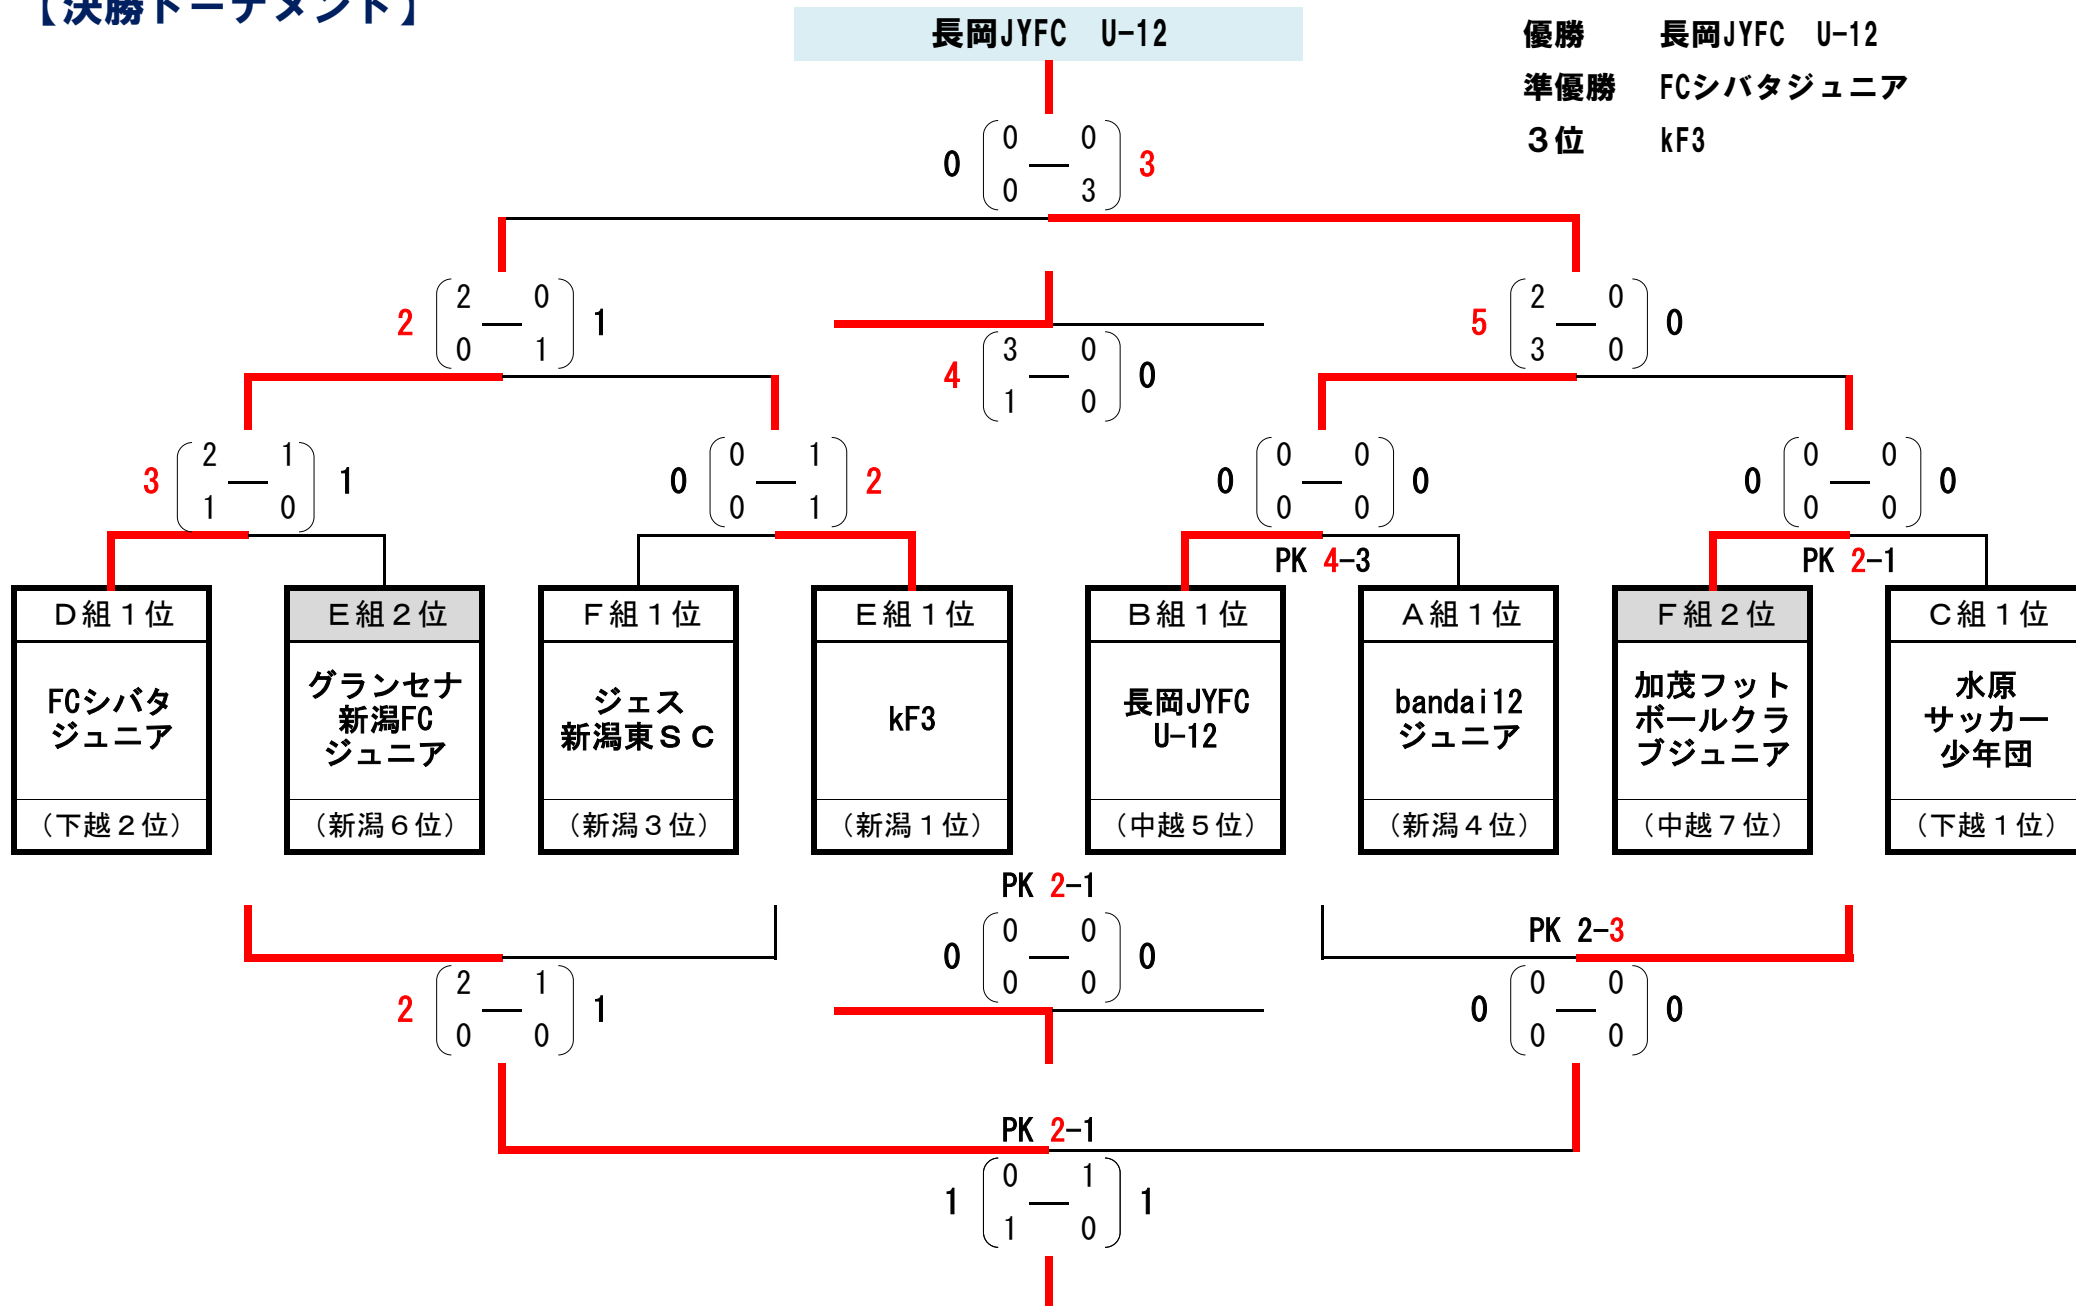 【決勝トーナメント】
長岡JYFC　U-12
優勝　長岡JYFC　U-12
準優勝　FCシバタジュニア
３位　kF3
0 0 0 3
0 3
2 0 2 0
2 1 5 0
0 1 3 0
3 0
4 0
1 0
2 1 0 1 0 0 0 0
3 1 0 2 0 0 0 0
1 0 0 1 0 0 0 0
PK 4-3 PK 2-1
Ｄ組１位
FCシバタ
ジュニア
（下越２位）
Ｅ組２位
グランセナ
新潟FC
ジュニア
（新潟６位）
Ｆ組１位
ジェス
新潟東ＳＣ
（新潟３位）
Ｅ組１位
kF3
（新潟１位）
Ｂ組１位
長岡JYFC
U-12
（中越５位）
Ａ組１位
bandai12
ジュニア
（新潟４位）
Ｆ組２位
加茂フット
ボールクラ
ブジュニア
（中越７位）
Ｃ組１位
水原
サッカー
少年団
（下越１位）
PK 2-1
0 0
0 0
0 0
PK 2-3
2 1 0 0
2 1 0 0
0 0 0 0
PK 2-1
0 1
1 1
1 0